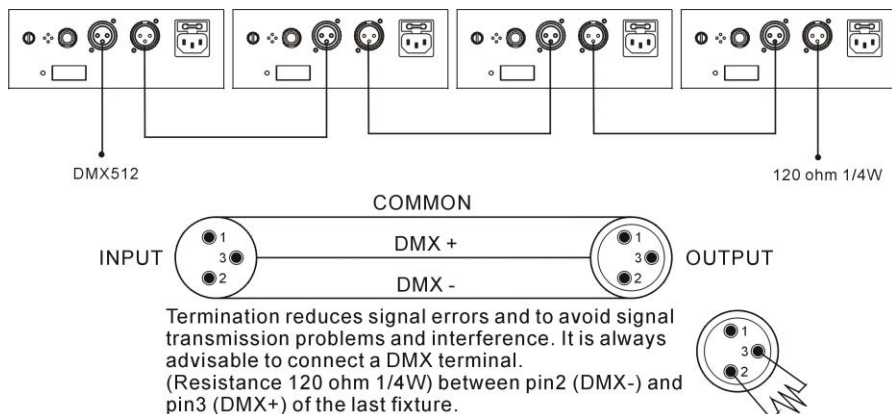 DMX512
120 ohm 1/4W
COMMON
INPUT
1
3
2
DMX +
DMX -
1
3
2
OUTPUT
Termination reduces signal errors and to avoid signal
transmission problems and interference. It is always
advisable to connect a DMX terminal.
(Resistance 120 ohm 1/4W) between pin2 (DMX-) and
pin3 (DMX+) of the last fixture.
1
3
2